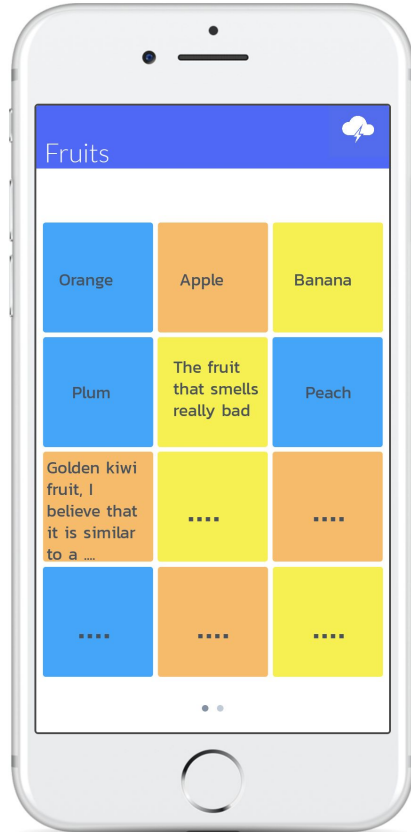 Fruits
Orange
Apple
Banana
Plum
The fruit
that smells
really bad
Peach
Golden kiwi
fruit, I
believe that
it is similar
to a ....
....
....
....
....
....